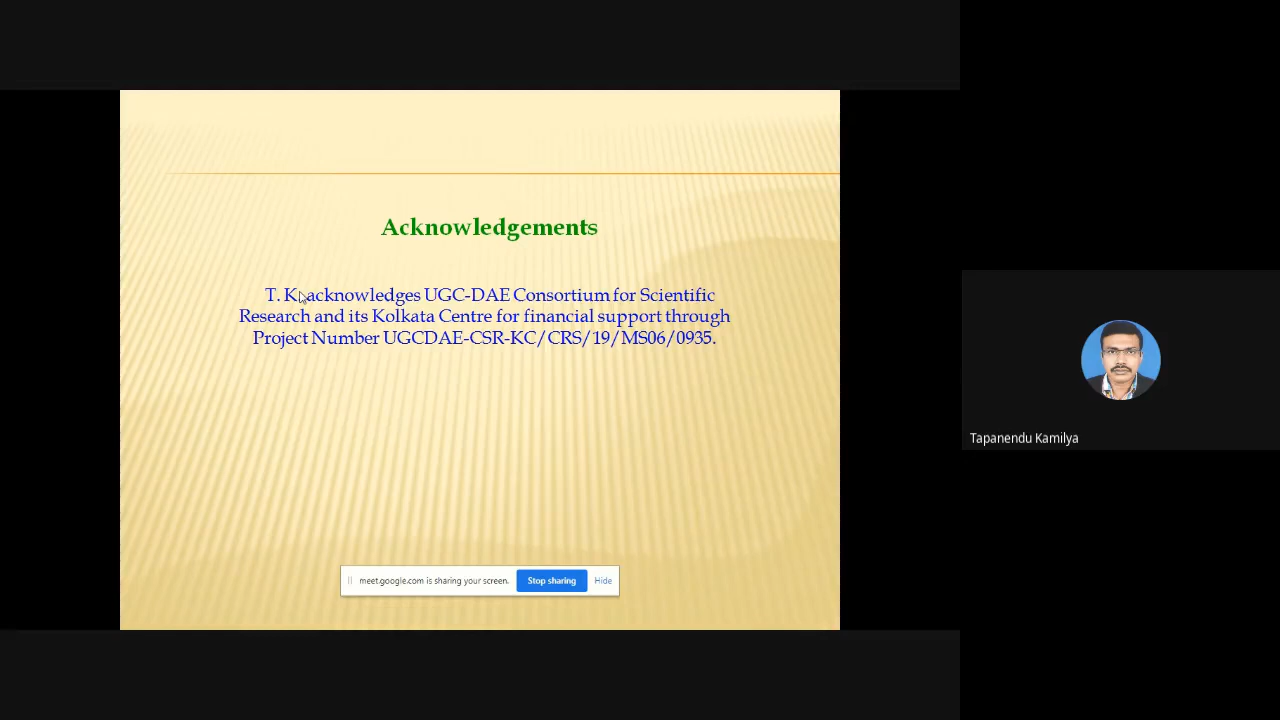 Acknowledgements
T. K. acknowledges UGC-DAE Consortium for Scientific
Research and its Kolkata Centre for financial support through
Project Number UGCDAE-CSR-KC/CRS/19/MS06/0935.
meet.google.com is sharing your screen. Stop sharing Hide
Tapanendu Kamilya